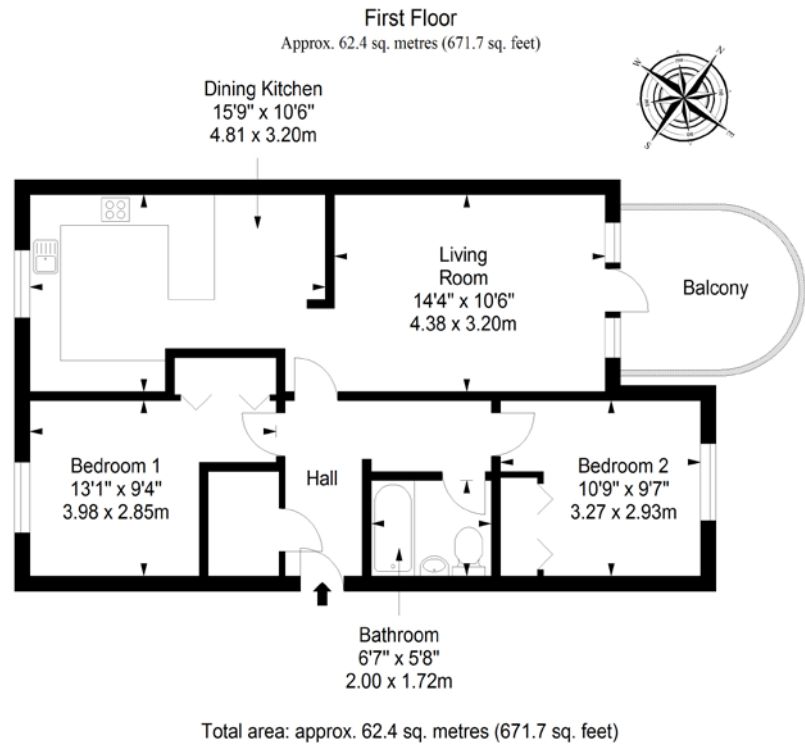 First Floor
Approx. 62.4 sq. metres (671.7 sq. feet)
Dining Kitchen
15'9" x 10'6"
4.81 x 3.20m
N
W
E
S
Living
Room
14'4" x 10'6"
4.38 x 3.20m
Balcony
Bedroom 1
13'1" x 9'4"
3.98 x 2.85m
Hall
Bedroom 2
10'9" x 9'7"
3.27 x 2.93m
Bathroom
6'7" x 5'8"
2.00 x 1.72m
Total area: approx. 62.4 sq. metres (671.7 sq. feet)